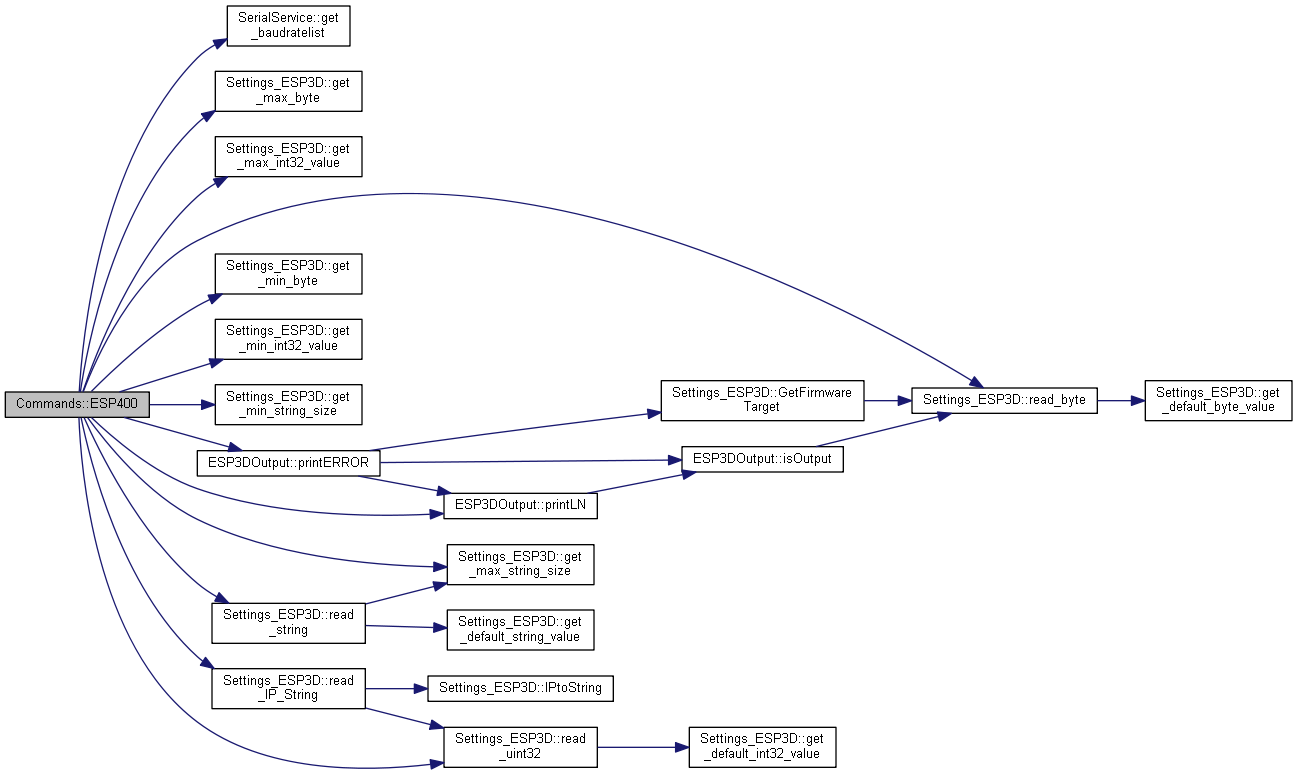 SerialService::get
_baudratelist
Settings_ESP3D::get
_max_byte
Settings_ESP3D::get
_max_int32_value
Settings_ESP3D::get
_min_byte
Settings_ESP3D::get
_min_int32_value
Settings_ESP3D::get
_min_string_size
Commands::ESP400
Settings_ESP3D::GetFirmware
Target
Settings_ESP3D::read_byte
Settings_ESP3D::get
_default_byte_value
ESP3DOutput::printERROR
ESP3DOutput::isOutput
ESP3DOutput::printLN
Settings_ESP3D::get
_max_string_size
Settings_ESP3D::read
_string
Settings_ESP3D::get
_default_string_value
Settings_ESP3D::read
_IP_String
Settings_ESP3D::IPtoString
Settings_ESP3D::read
_uint32
Settings_ESP3D::get
_default_int32_value